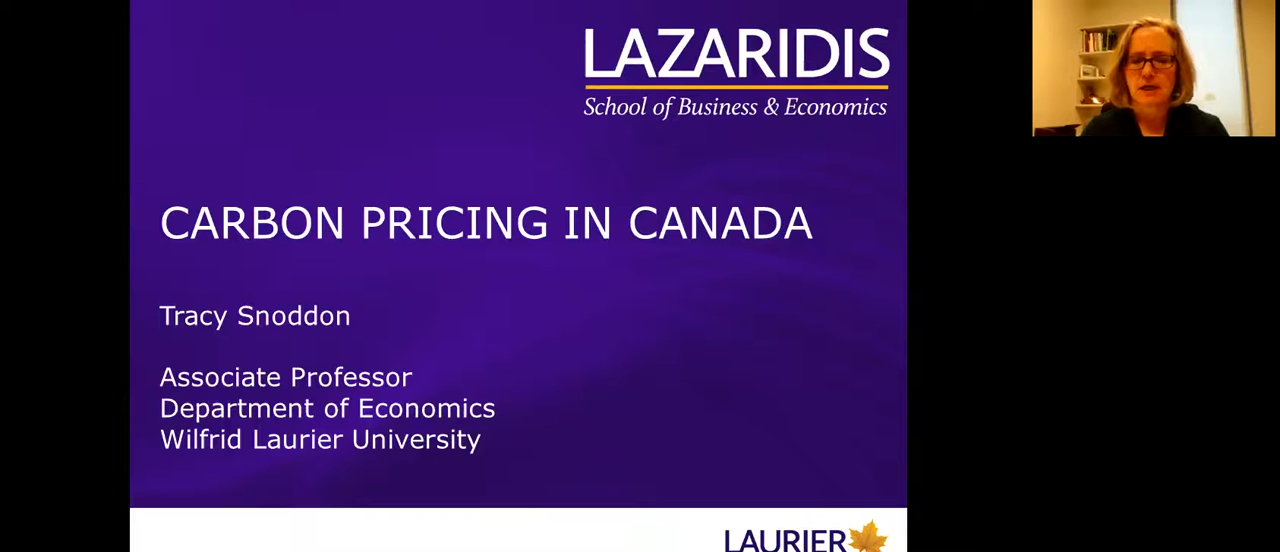 LAZARIDIS
School of Business & Economics
CARBON PRICING IN CANADA
Tracy Snoddon
Associate Professor
Department of Economics
Wilfrid Laurier University
LAURIER